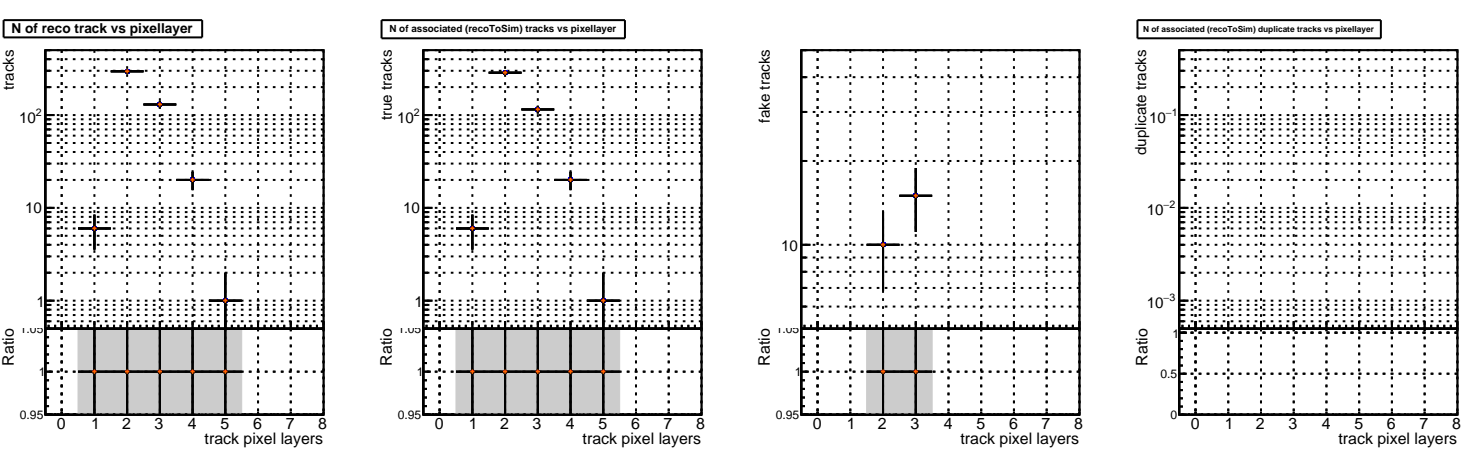 N of reco track vs pixellayer
tracks
10²
10
1
Ratio
1.05
1
0.95
0 1 2 3 4 5 6 7 8
track pixel layers
N of associated (recoToSim) tracks vs pixellayer
true tracks
10²
10
1
Ratio
1.05
1
0.95
0 1 2 3 4 5 6 7 8
track pixel layers
fake tracks
10
Ratio
1.05
1
0.95
0 1 2 3 4 5 6 7 8
track pixel layers
N of associated (recoToSim) duplicate tracks vs pixellayer
duplicate tracks
10⁻¹
10⁻²
10⁻³
Ratio
1
0.5
0
0 1 2 3 4 5 6 7 8
track pixel layers